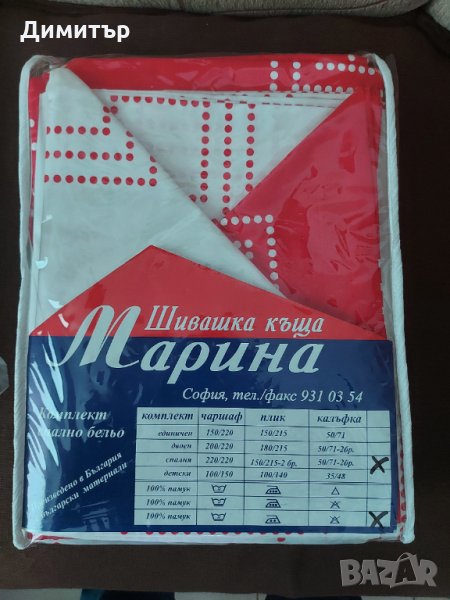 Димитър
Шивашка къща
Марина
София, тел./факс 931 03 54
Комплект
спално бельо
Произведено в България
български материали
комплект чаршаф плик калъфка
единичен 150/220 150/215 50/71
двоен 200/220 180/215 50/71-2бр.
спалня 220/220 150/215-2 бр. 50/71-2бр.
детски 100/150 100/140 35/48
100% памук
100% памук
100% памук
BAZAR